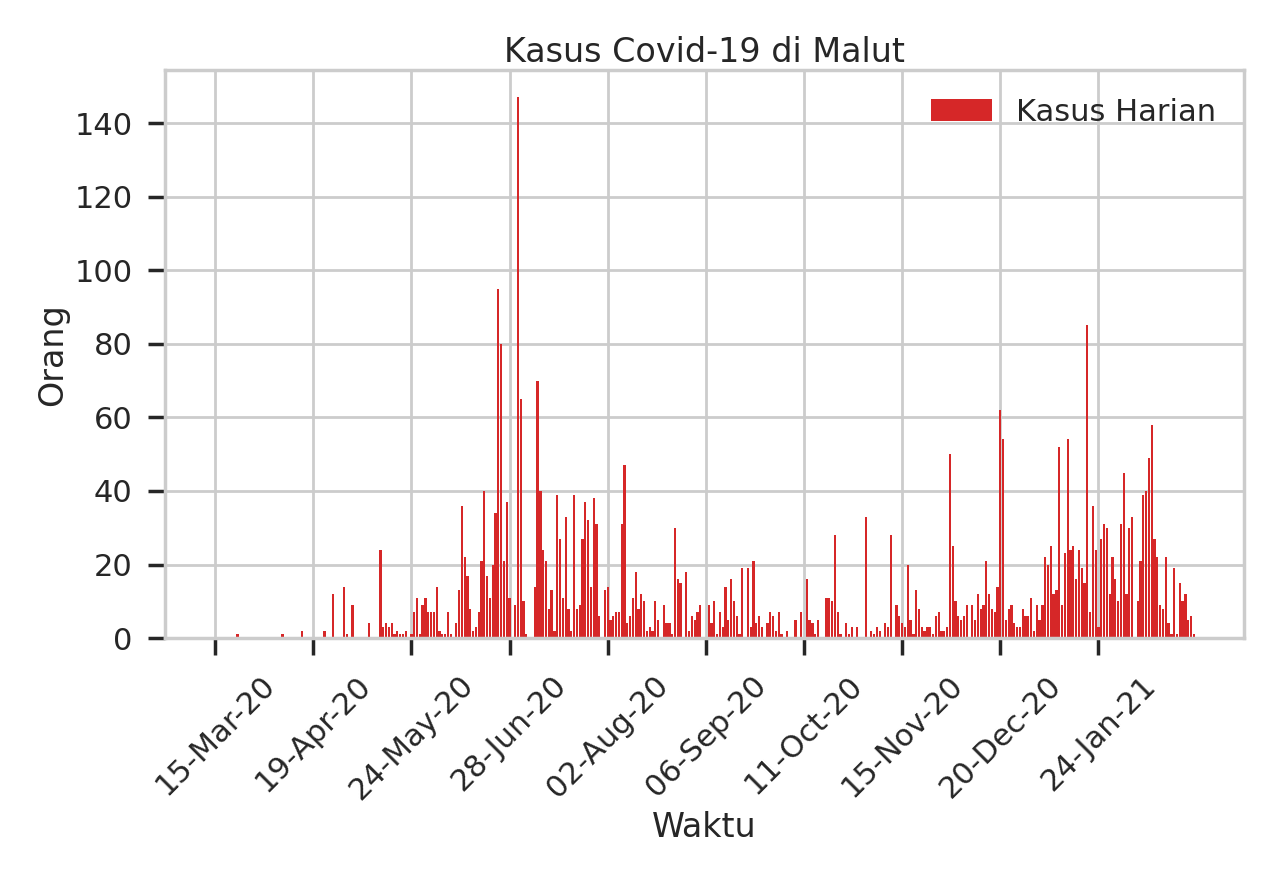 Kasus Covid-19 di Malut
Kasus Harian
Orang
140
120
100
80
60
40
20
0
15-Mar-20
19-Apr-20
24-May-20
28-Jun-20
02-Aug-20
06-Sep-20
11-Oct-20
15-Nov-20
20-Dec-20
24-Jan-21
Waktu